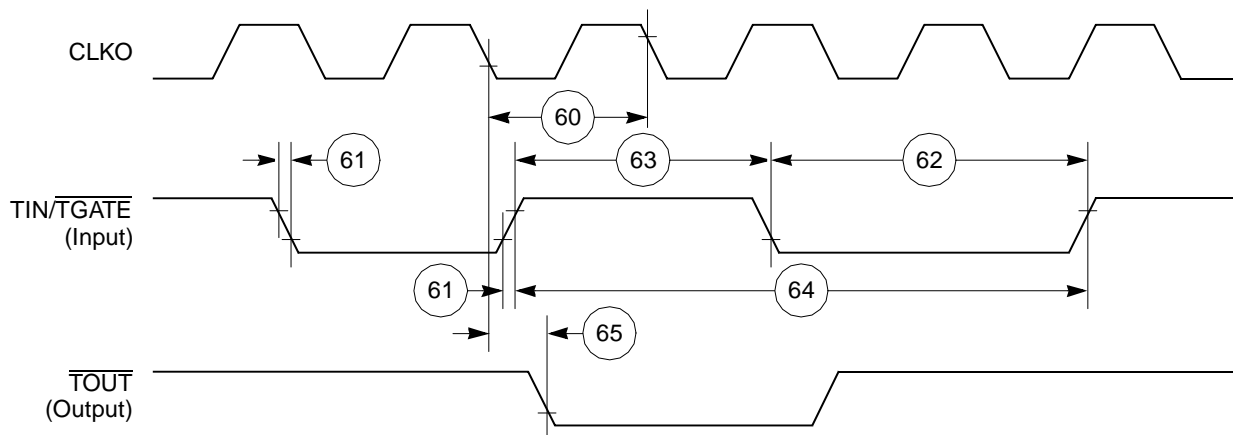 CLKO
60
61
63
62
TIN/TGATE
(Input)
61
64
65
TOUT
(Output)